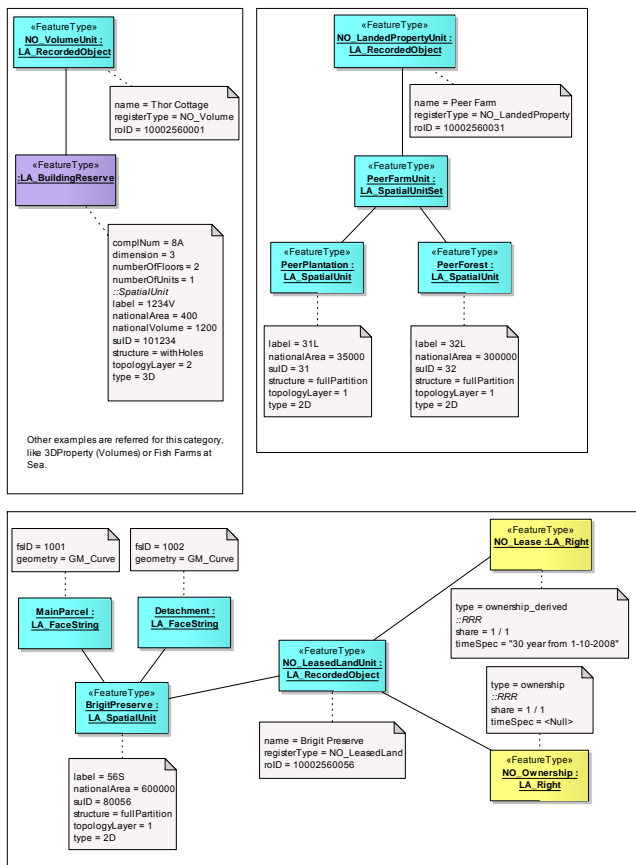 «FeatureType»
NO_VolumeUnit :
LA_RecordedObject
name = Thor Cottage
registerType = NO_Volume
roID = 10002560001
«FeatureType»
:LA_BuildingReserve
complNum = 8A
dimension = 3
numberOfFloors = 2
numberOfUnits = 1
::SpatialUnit
label = 1234V
nationalArea = 400
nationalVolume = 1200
suID = 101234
structure = withHoles
topologyLayer = 2
type = 3D
Other examples are referred for this category,
like 3DProperty (Volumes) or Fish Farms at
Sea.
«FeatureType»
NO_LandedPropertyUnit :
LA_RecordedObject
name = Peer Farm
registerType = NO_LandedProperty
roID = 10002560031
«FeatureType»
PeerFarmUnit :
LA_SpatialUnitSet
«FeatureType»
PeerPlantation :
LA_SpatialUnit
«FeatureType»
PeerForest :
LA_SpatialUnit
label = 31L
nationalArea = 35000
suID = 31
structure = fullPartition
topologyLayer = 1
type = 2D
label = 32L
nationalArea = 300000
suID = 32
structure = fullPartition
topologyLayer = 1
type = 2D
fsID = 1001
geometry = GM_Curve
fsID = 1002
geometry = GM_Curve
MainParcel :
LA_FaceString
Detachment :
LA_FaceString
«FeatureType»
BrigitPreserve :
LA_SpatialUnit
label = 56S
nationalArea = 600000
suID = 80056
structure = fullPartition
topologyLayer = 1
type = 2D
«FeatureType»
NO_LeasedLandUnit :
LA_RecordedObject
name = Brigit Preserve
registerType = NO_LeasedLand
roID = 10002560056
«FeatureType»
NO_Lease :LA_Right
type = ownership_derived
::RRR
share = 1 / 1
timeSpec = "30 year from 1-10-2008"
type = ownership
::RRR
share = 1 / 1
timeSpec = <Null>
«FeatureType»
NO_Ownership :
LA_Right